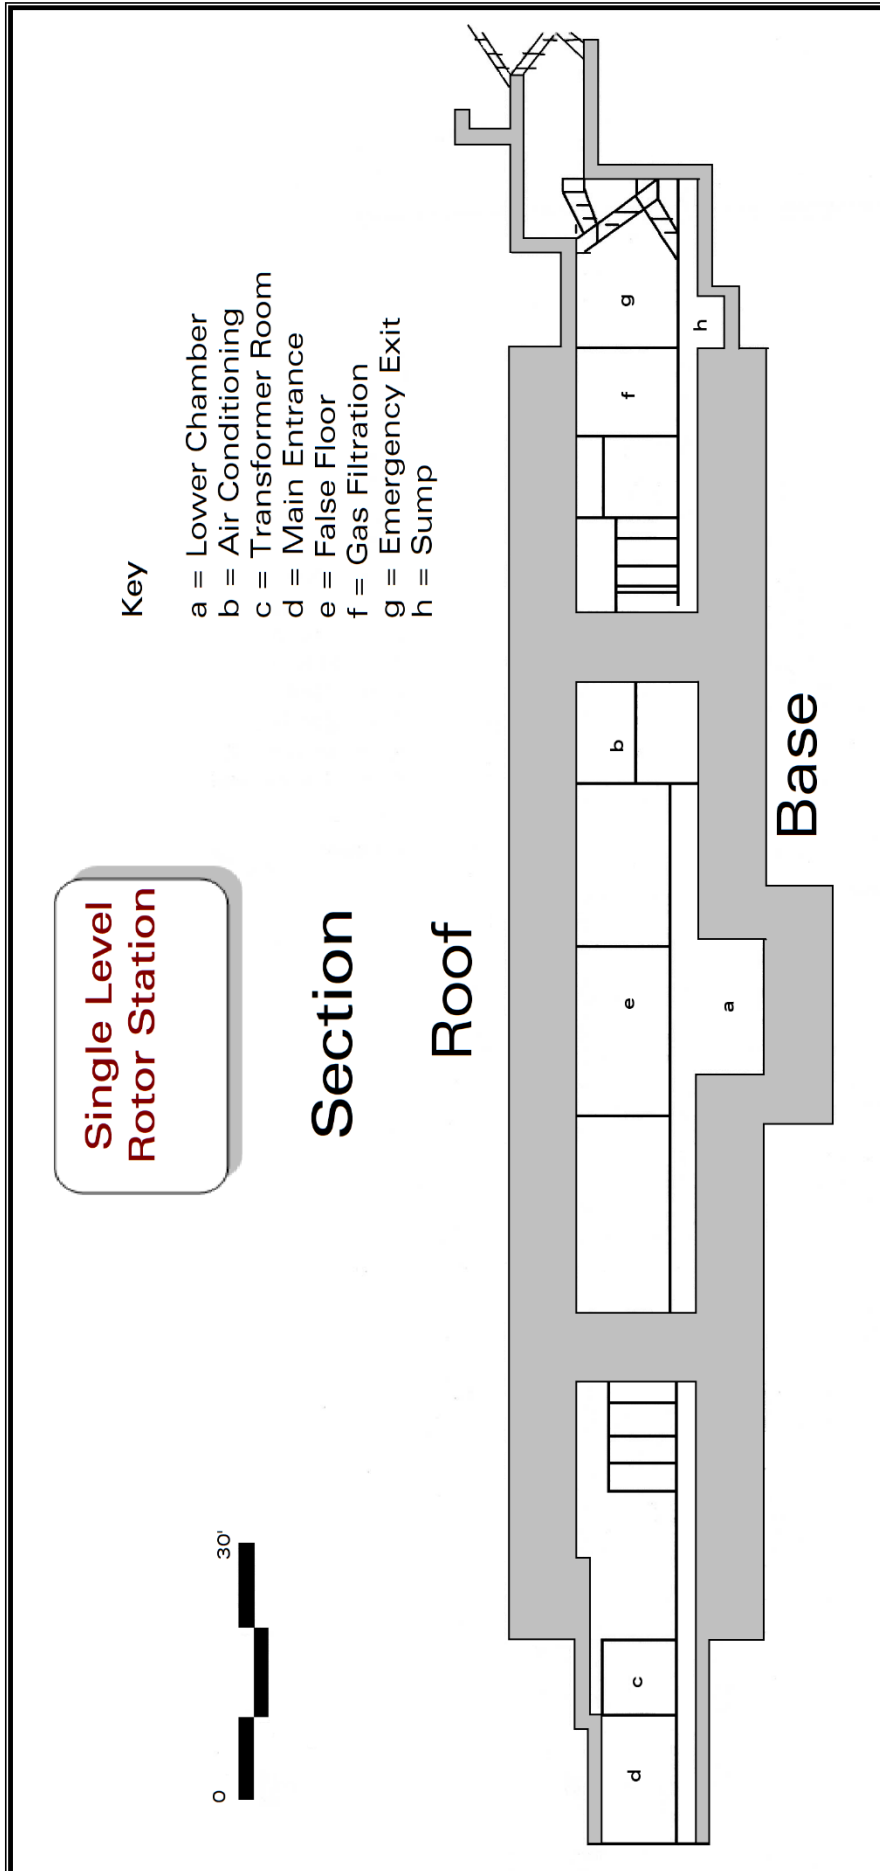 Single Level
Rotor Station
Section
Roof
Base
Key
a = Lower Chamber
b = Air Conditioning
c = Transformer Room
d = Main Entrance
e = False Floor
f = Gas Filtration
g = Emergency Exit
h = Sump
0
30'
d
c
e
a
b
f
g
h